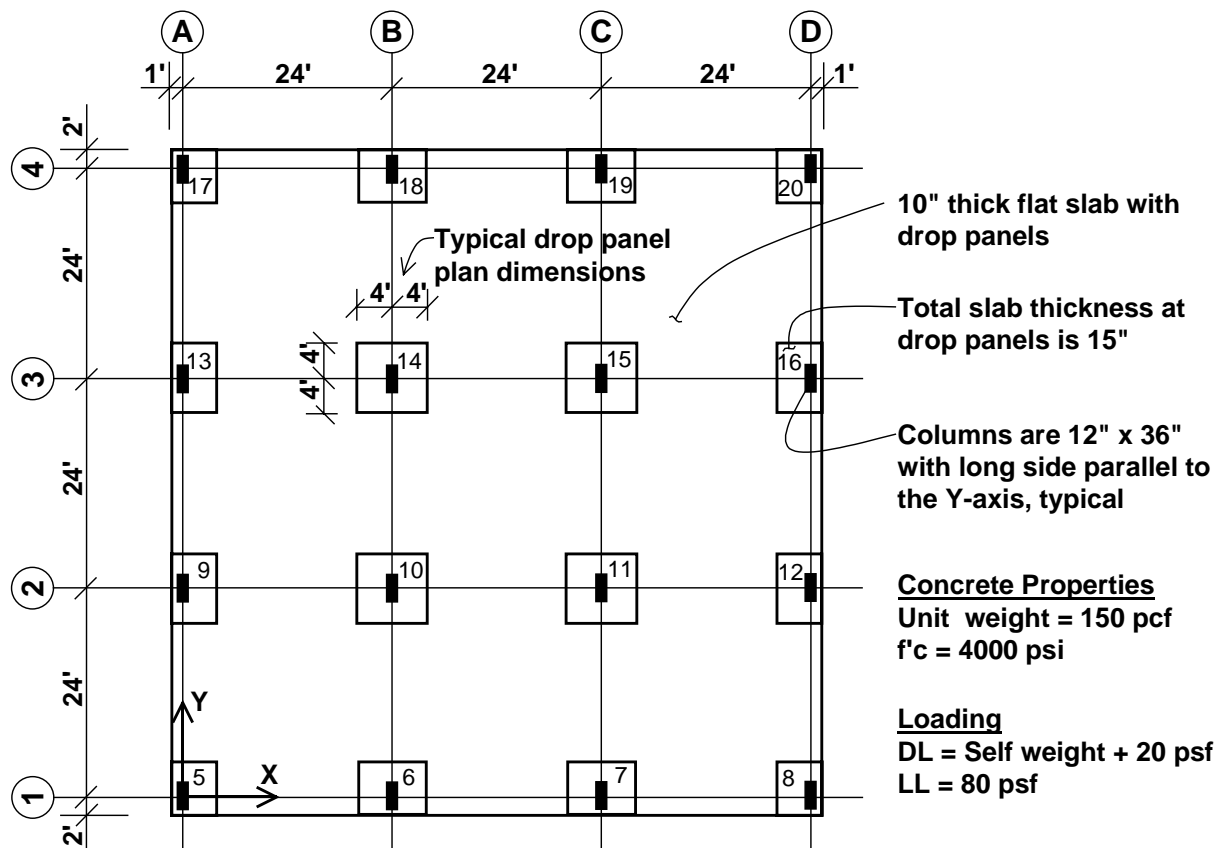 A B C D
1' 24' 24' 24' 1'
2'
4
17 18 19 20
10" thick flat slab with
drop panels
24'
Typical drop panel
plan dimensions
4' 4'
Total slab thickness at
drop panels is 15"
3
13 14 15 16
4'
4'
Columns are 12" x 36"
with long side parallel to
the Y-axis, typical
24'
2
9 10 11 12
Concrete Properties
Unit weight = 150 pcf
f'c = 4000 psi
24'
Y
Loading
DL = Self weight + 20 psf
LL = 80 psf
X
1
5 6 7 8
2'